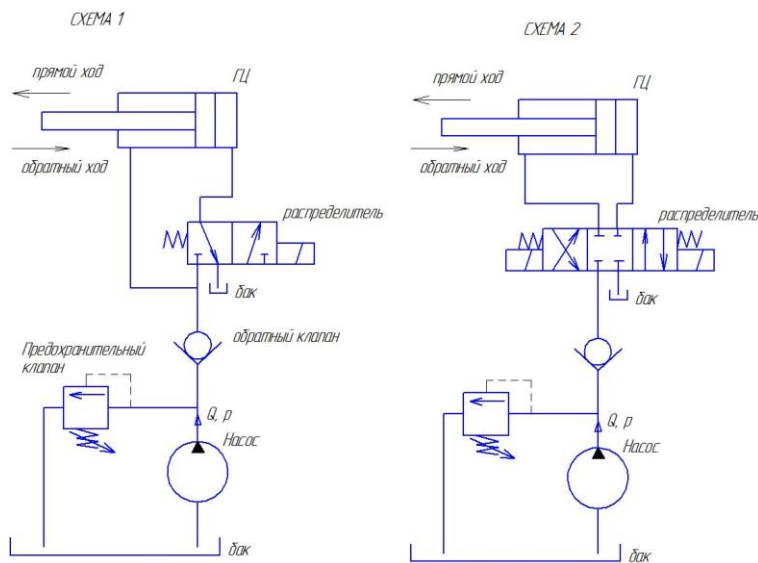 СХЕМА 1
прямой ход
ГЦ
обратный ход
распределитель
бак
обратный клапан
Предохранительный
клапан
Q, p
Насос
бак
СХЕМА 2
прямой ход
ГЦ
обратный ход
распределитель
бак
Q, p
Насос
бак